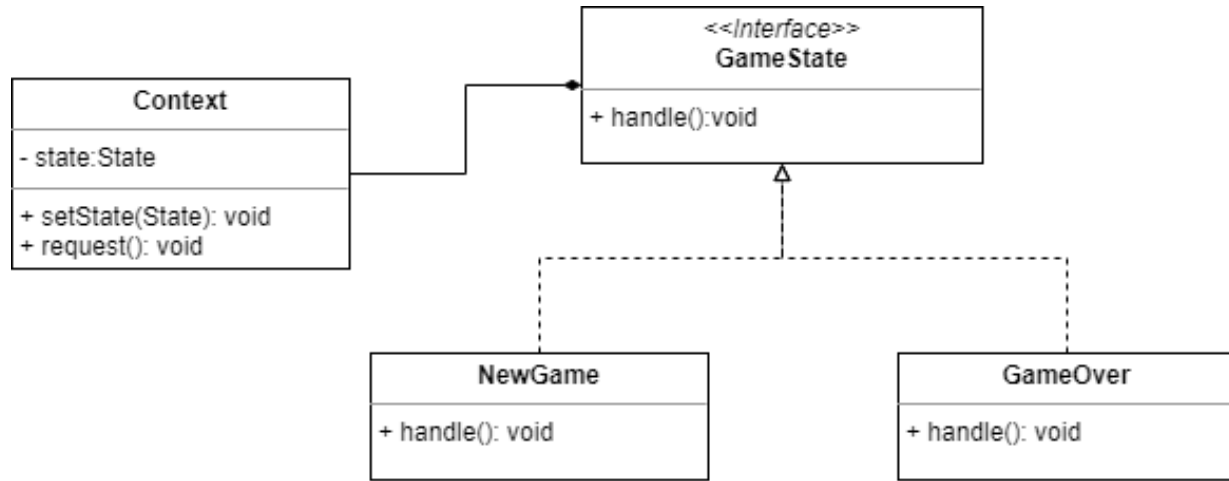 <<Interface>>
GameState
+ handle():void
Context
- state:State
+ setState(State): void
+ request(): void
NewGame
+ handle(): void
GameOver
+ handle(): void